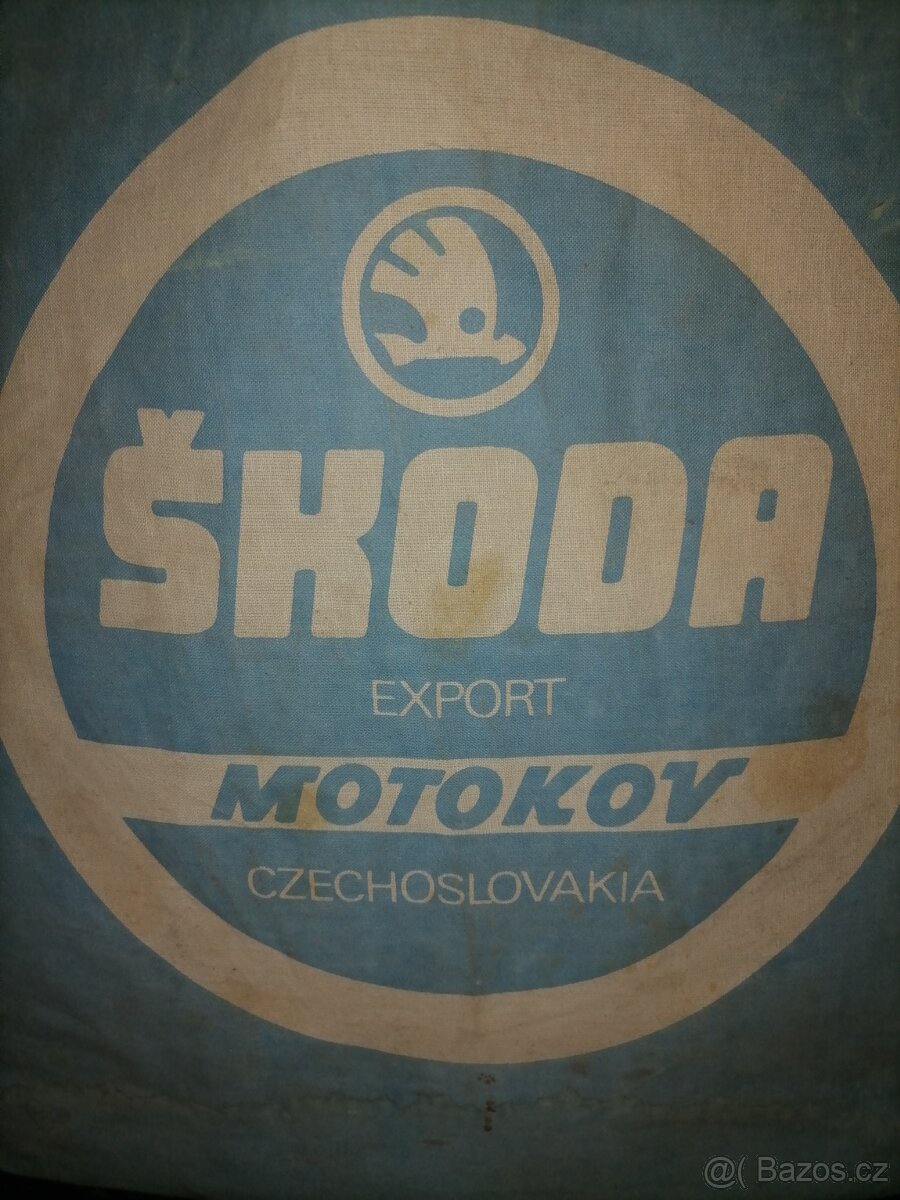 ŠKODA
EXPORT
MOTOKOV
CZECHOSLOVAKIA
@( Bazos.cz